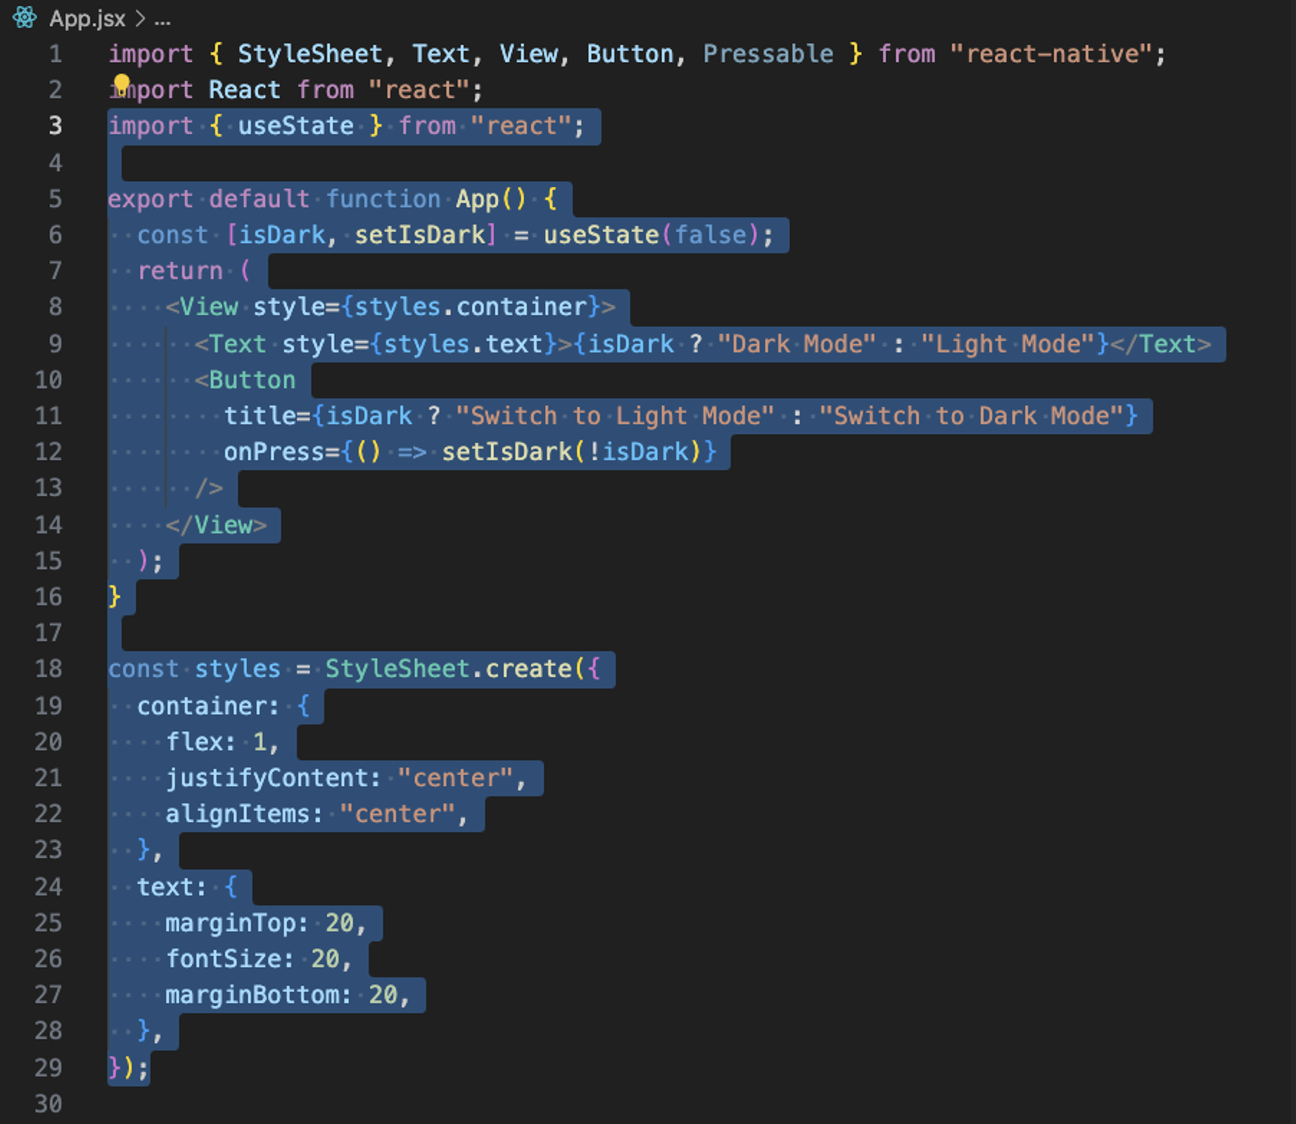 App.jsx > ...
1 import { StyleSheet, Text, View, Button, Pressable } from "react-native";
2 import React from "react";
3 import { useState } from "react";
4
5 export default function App() {
6   const [isDark, setIsDark] = useState(false);
7   return (
8     <View style={styles.container}>
9       <Text style={styles.text}>{isDark ? "Dark Mode" : "Light Mode"}</Text>
10       <Button
11         title={isDark ? "Switch to Light Mode" : "Switch to Dark Mode"}
12         onPress={() => setIsDark(!isDark)}
13       />
14     </View>
15   );
16 }
17
18 const styles = StyleSheet.create({
19   container: {
20     flex: 1,
21     justifyContent: "center",
22     alignItems: "center",
23   },
24   text: {
25     marginTop: 20,
26     fontSize: 20,
27     marginBottom: 20,
28   },
29 });
30